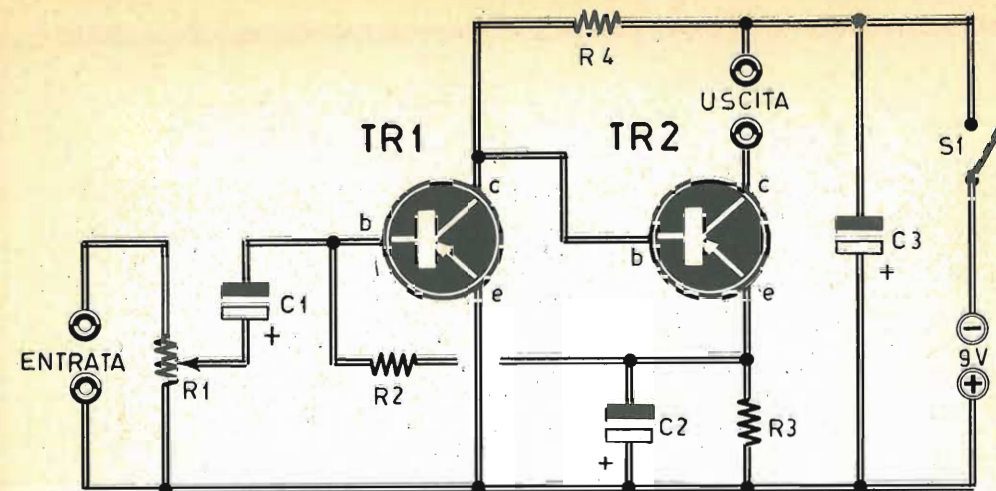 R4
USCITA
TR1
TR2
S1
c
c
b
b
e
e
C1
+
C3
+
ENTRATA
R1
R2
C2
+
R3
−
9V
+